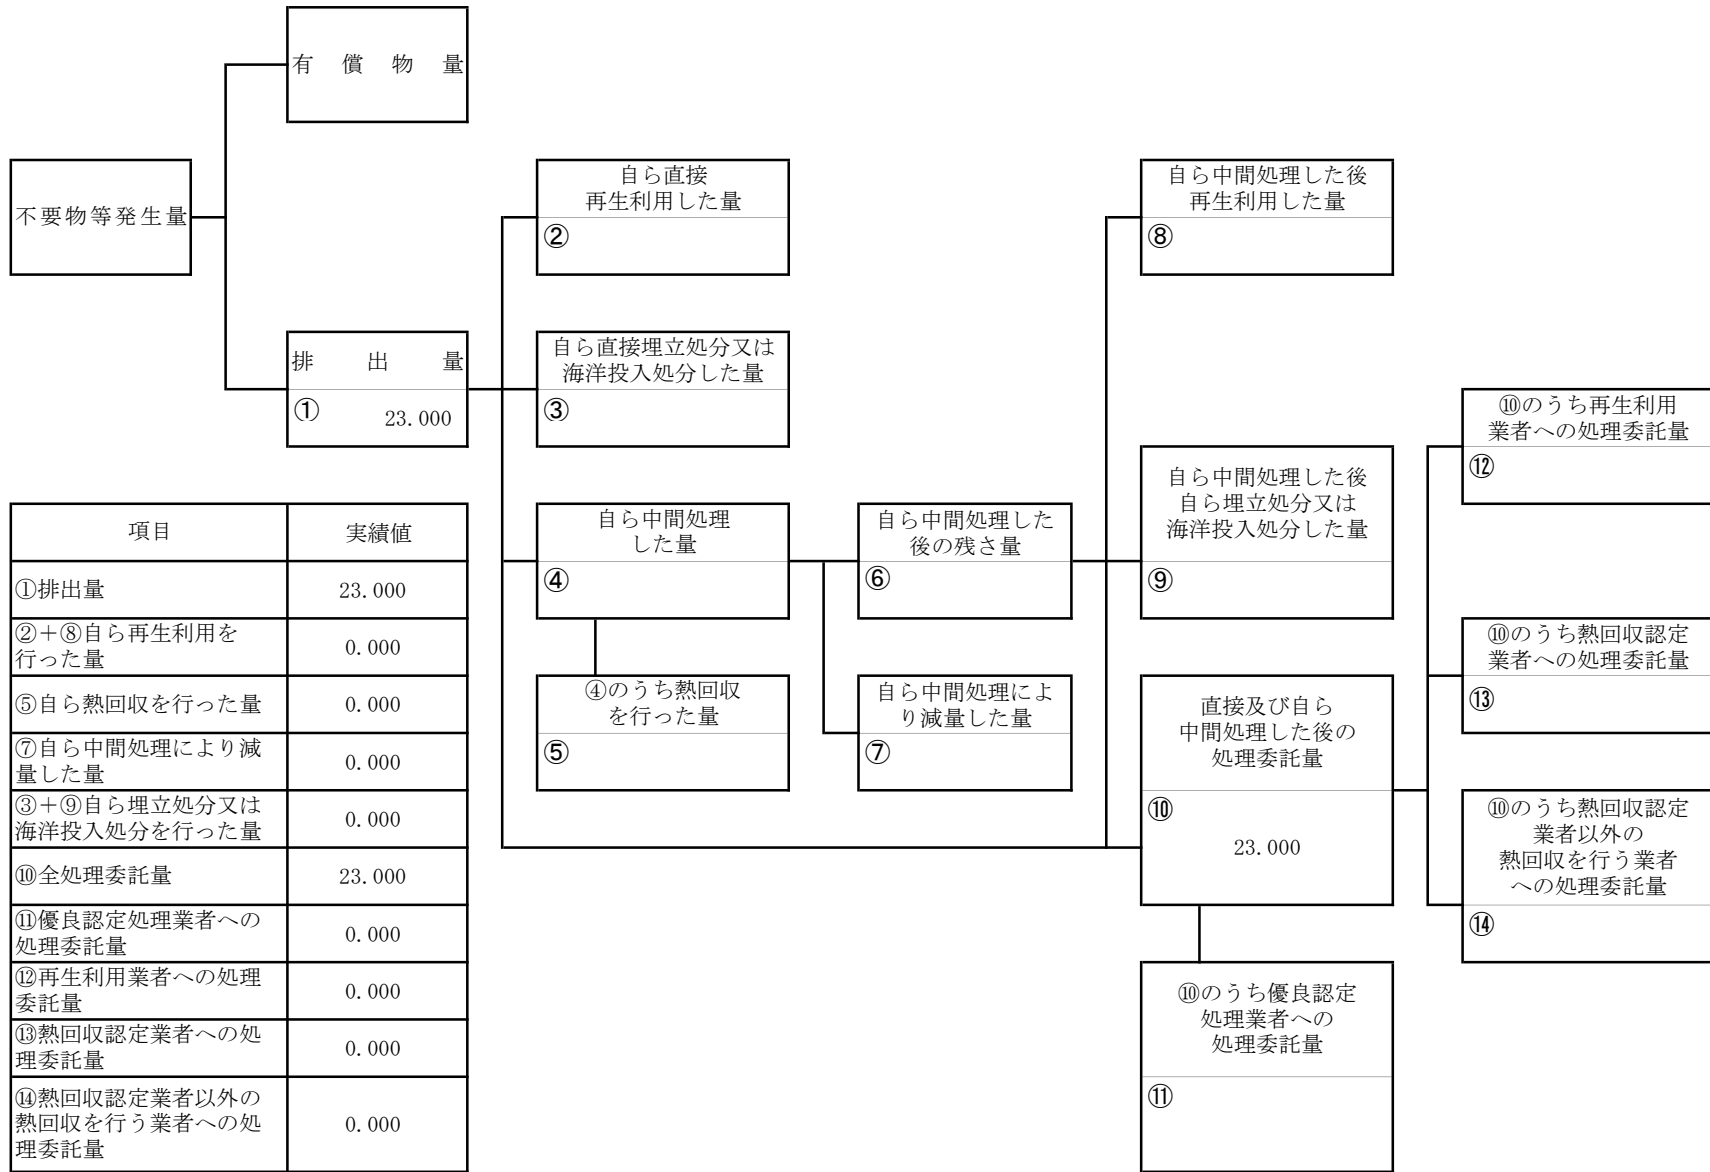 有償物量
不要物等発生量
排出量
① 23.000
自ら直接
再生利用した量
②
自ら直接埋立処分又は
海洋投入処分した量
③
自ら中間処理
した量
④
④のうち熱回収
を行った量
⑤
自ら中間処理した
後の残さ量
⑥
自ら中間処理によ
り減量した量
⑦
自ら中間処理した後
再生利用した量
⑧
自ら中間処理した後
自ら埋立処分又は
海洋投入処分した量
⑨
直接及び自ら
中間処理した後の
処理委託量
⑩
23.000
⑩のうち優良認定
処理業者への
処理委託量
⑪
⑩のうち再生利用
業者への処理委託量
⑫
⑩のうち熱回収認定
業者への処理委託量
⑬
⑩のうち熱回収認定
業者以外の
熱回収を行う業者
への処理委託量
⑭
項目 実績値
①排出量 23.000
②+⑧自ら再生利用を
行った量 0.000
⑤自ら熱回収を行った量 0.000
⑦自ら中間処理により減
量した量 0.000
③+⑨自ら埋立処分又は
海洋投入処分を行った量 0.000
⑩全処理委託量 23.000
⑪優良認定処理業者への
処理委託量 0.000
⑫再生利用業者への処理
委託量 0.000
⑬熱回収認定業者への処
理委託量 0.000
⑭熱回収認定業者以外の
熱回収を行う業者への処
理委託量 0.000